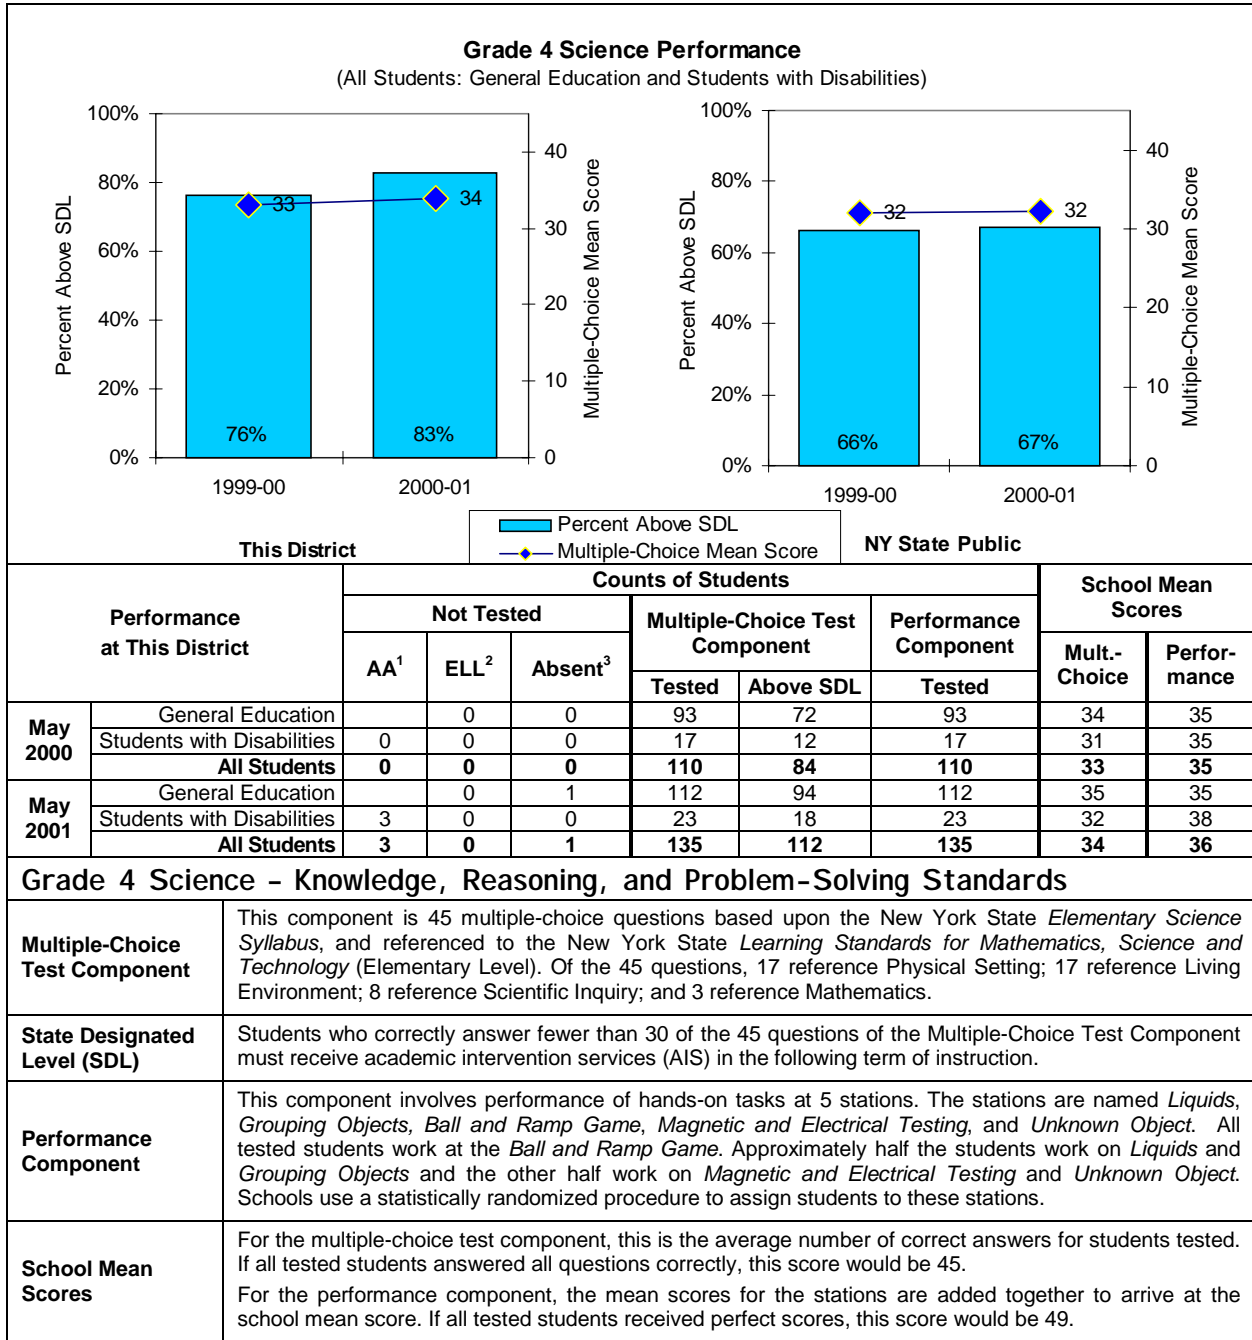 Grade 4 Science Performance
(All Students: General Education and Students with Disabilities)
100%
80%
60%
40%
20%
0%
Percent Above SDL
33
34
76%
83%
40
30
20
10
0
Multiple-Choice Mean Score
1999-00
2000-01
This District
100%
80%
60%
40%
20%
0%
Percent Above SDL
32
32
66%
67%
40
30
20
10
0
Multiple-Choice Mean Score
1999-00
2000-01
NY State Public
Percent Above SDL
Multiple-Choice Mean Score
Performance
at This District
Counts of Students
School Mean
Scores
Not Tested
Multiple-Choice Test
Component
Performance
Component
Mult.-
Choice
Perfor-
mance
AA1 ELL2 Absent3
Tested Above SDL Tested
May
2000
General Education 0 0 93 72 93 34 35
Students with Disabilities 0 0 0 17 12 17 31 35
All Students 0 0 0 110 84 110 33 35
May
2001
General Education 0 1 112 94 112 35 35
Students with Disabilities 3 0 0 23 18 23 32 38
All Students 3 0 1 135 112 135 34 36
Grade 4 Science – Knowledge, Reasoning, and Problem-Solving Standards
Multiple-Choice
Test Component
This component is 45 multiple-choice questions based upon the New York State Elementary Science
Syllabus, and referenced to the New York State Learning Standards for Mathematics, Science and
Technology (Elementary Level). Of the 45 questions, 17 reference Physical Setting; 17 reference Living
Environment; 8 reference Scientific Inquiry; and 3 reference Mathematics.
State Designated
Level (SDL)
Students who correctly answer fewer than 30 of the 45 questions of the Multiple-Choice Test Component
must receive academic intervention services (AIS) in the following term of instruction.
Performance
Component
This component involves performance of hands-on tasks at 5 stations. The stations are named Liquids,
Grouping Objects, Ball and Ramp Game, Magnetic and Electrical Testing, and Unknown Object. All
tested students work at the Ball and Ramp Game. Approximately half the students work on Liquids and
Grouping Objects and the other half work on Magnetic and Electrical Testing and Unknown Object.
Schools use a statistically randomized procedure to assign students to these stations.
School Mean
Scores
For the multiple-choice test component, this is the average number of correct answers for students tested.
If all tested students answered all questions correctly, this score would be 45.
For the performance component, the mean scores for the stations are added together to arrive at the
school mean score. If all tested students received perfect scores, this score would be 49.